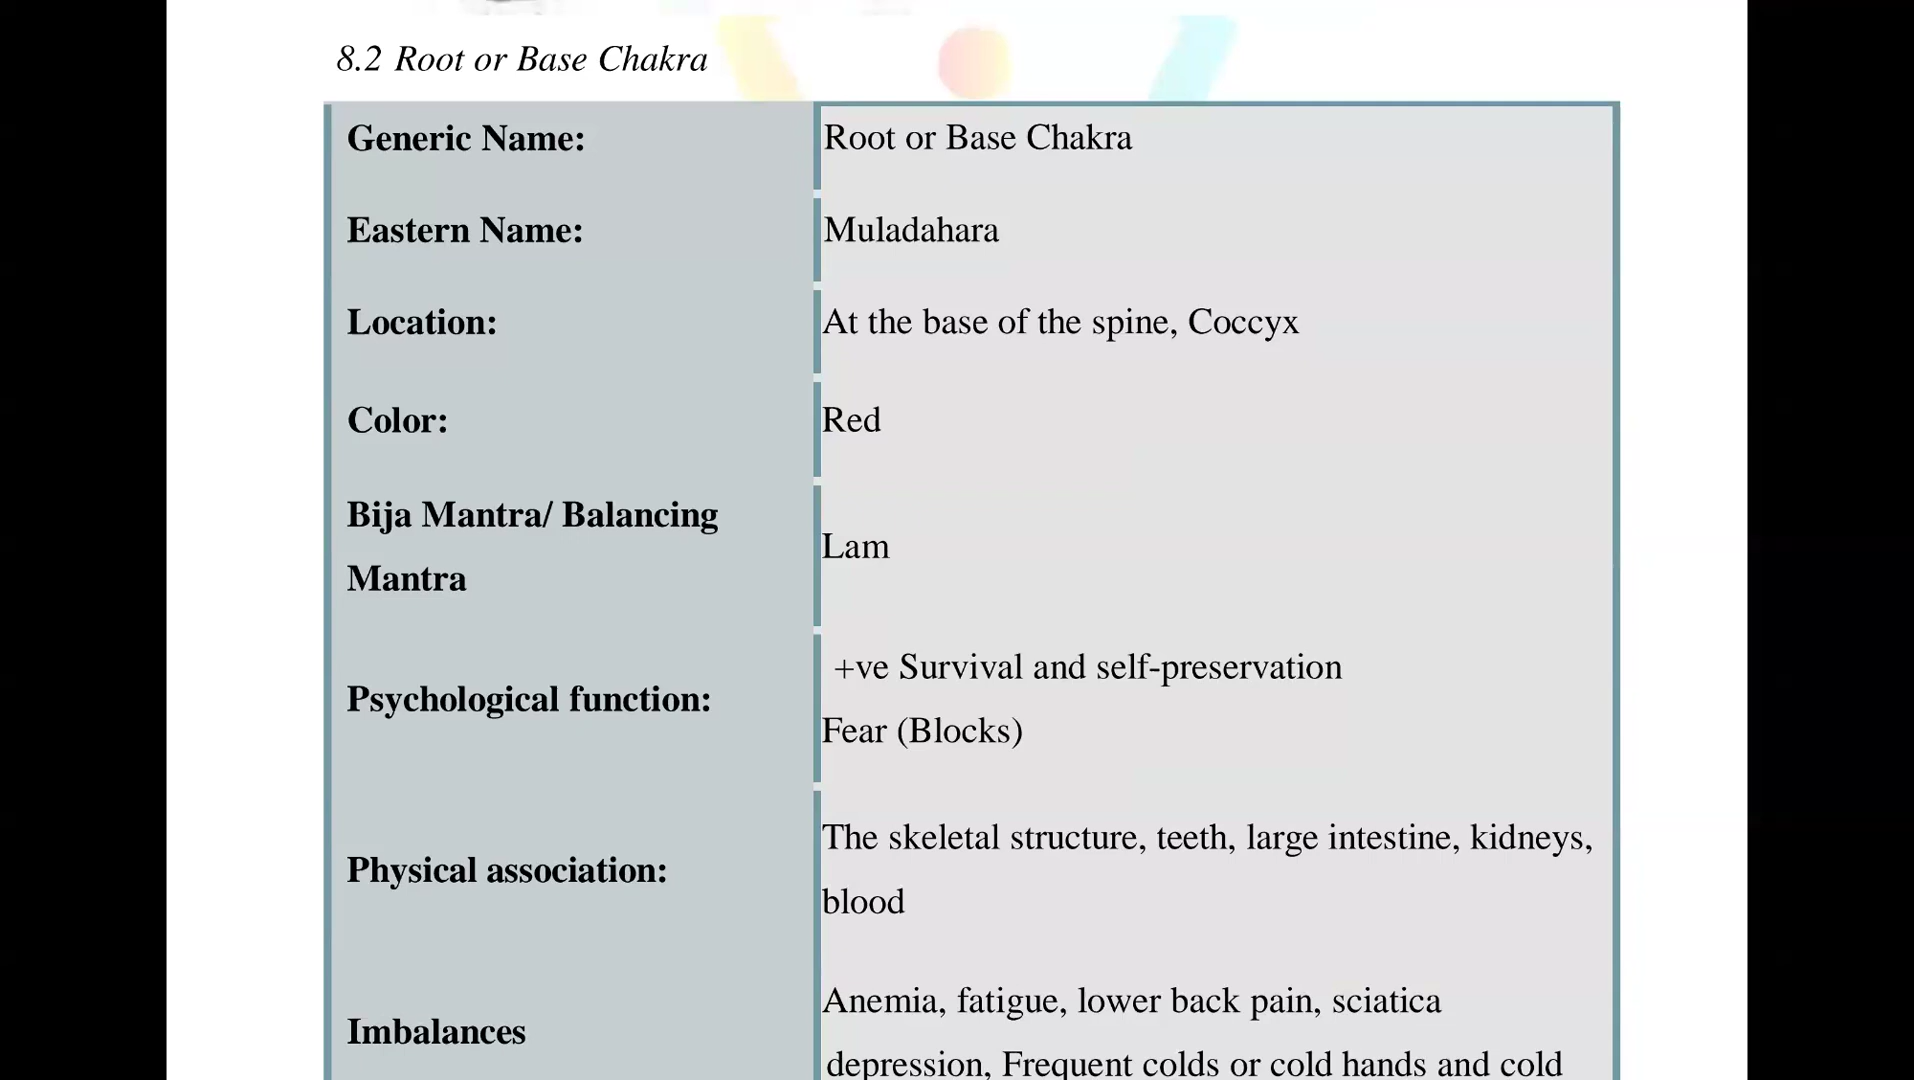 8.2 Root or Base Chakra
Generic Name:
Root or Base Chakra
Eastern Name:
Muladahara
Location:
At the base of the spine, Coccyx
Color:
Red
Bija Mantra/ Balancing
Mantra
Lam
Psychological function:
+ve Survival and self-preservation
Fear (Blocks)
Physical association:
The skeletal structure, teeth, large intestine, kidneys,
blood
Imbalances
Anemia, fatigue, lower back pain, sciatica
depression, Frequent colds or cold hands and cold